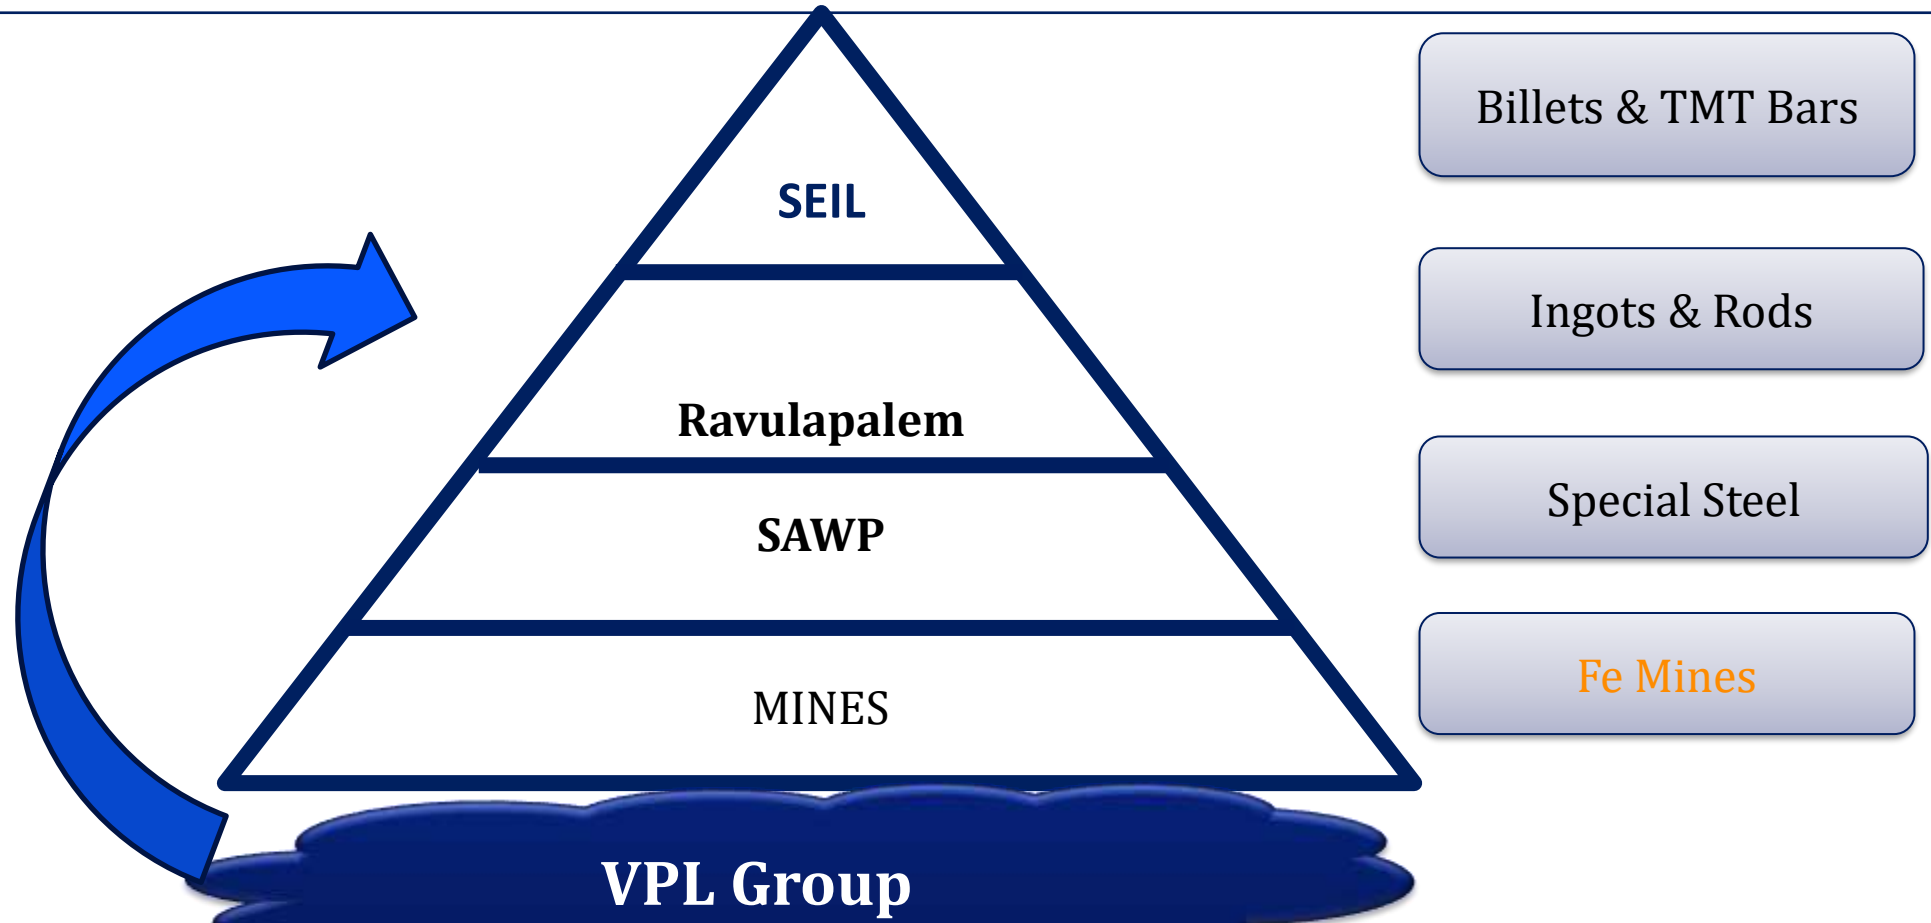 SEIL
Billets & TMT Bars
Ravulapalem
Ingots & Rods
SAWP
Special Steel
MINES
Fe Mines
VPL Group